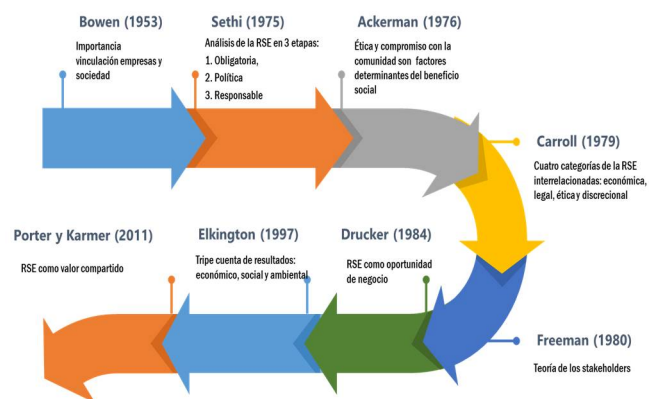 Bowen (1953)
Importancia
vinculación empresas y
sociedad
Sethi (1975)
Análisis de la RSE en 3 etapas:
1. Obligatoria,
2. Política
3. Responsable
Ackerman (1976)
Ética y compromiso con la
comunidad son factores
determinantes del beneficio
social
Carroll (1979)
Cuatro categorías de la RSE
interrelacionadas: económica,
legal, ética y discrecional
Freeman (1980)
Teoría de los stakeholders
Drucker (1984)
RSE como oportunidad
de negocio
Elkington (1997)
Tripe cuenta de resultados:
económico, social y ambiental
Porter y Karmer (2011)
RSE como valor compartido